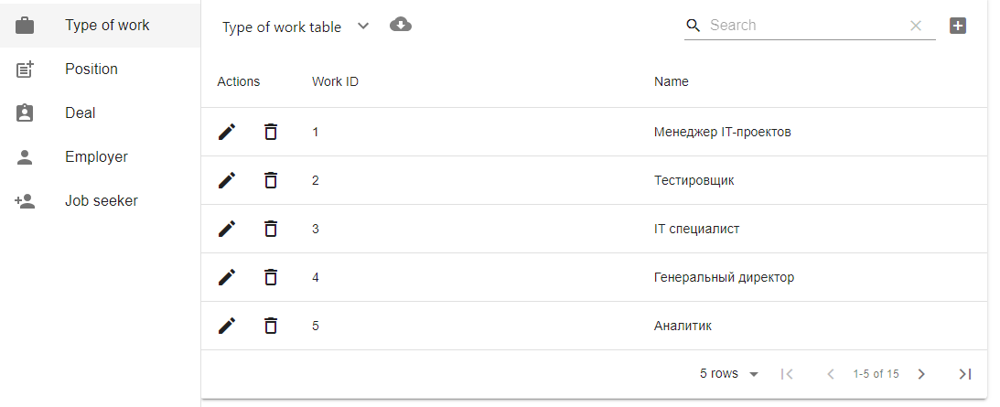 Type of work
Position
Deal
Employer
Job seeker
Type of work table
Search
Actions Work ID Name
1 Менеджер IT-проектов
2 Тестировщик
3 IT специалист
4 Генеральный директор
5 Аналитик
5 rows 1-5 of 15